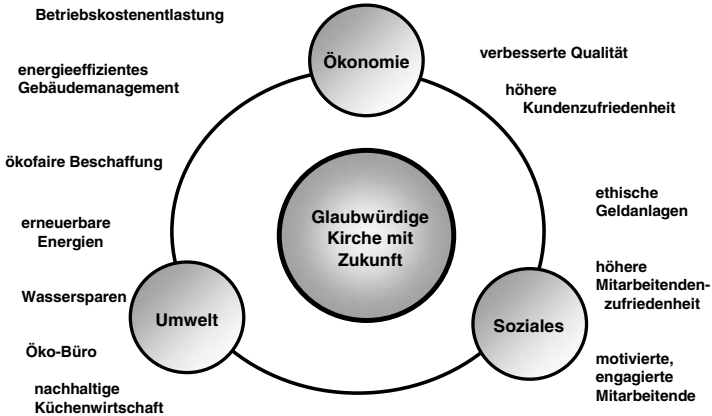 Betriebskostenentlastung
Ökonomie
verbesserte Qualität
energieeffizientes
Gebäudemanagement
höhere
Kundenzufriedenheit
ökofaire Beschaffung
ethische
Geldanlagen
Glaubwürdige
Kirche mit
Zukunft
erneuerbare
Energien
höhere
Mitarbeitenden-
zufriedenheit
Wassersparen
Umwelt
Soziales
Öko-Büro
motivierte,
engagierte
Mitarbeitende
nachhaltige
Küchenwirtschaft